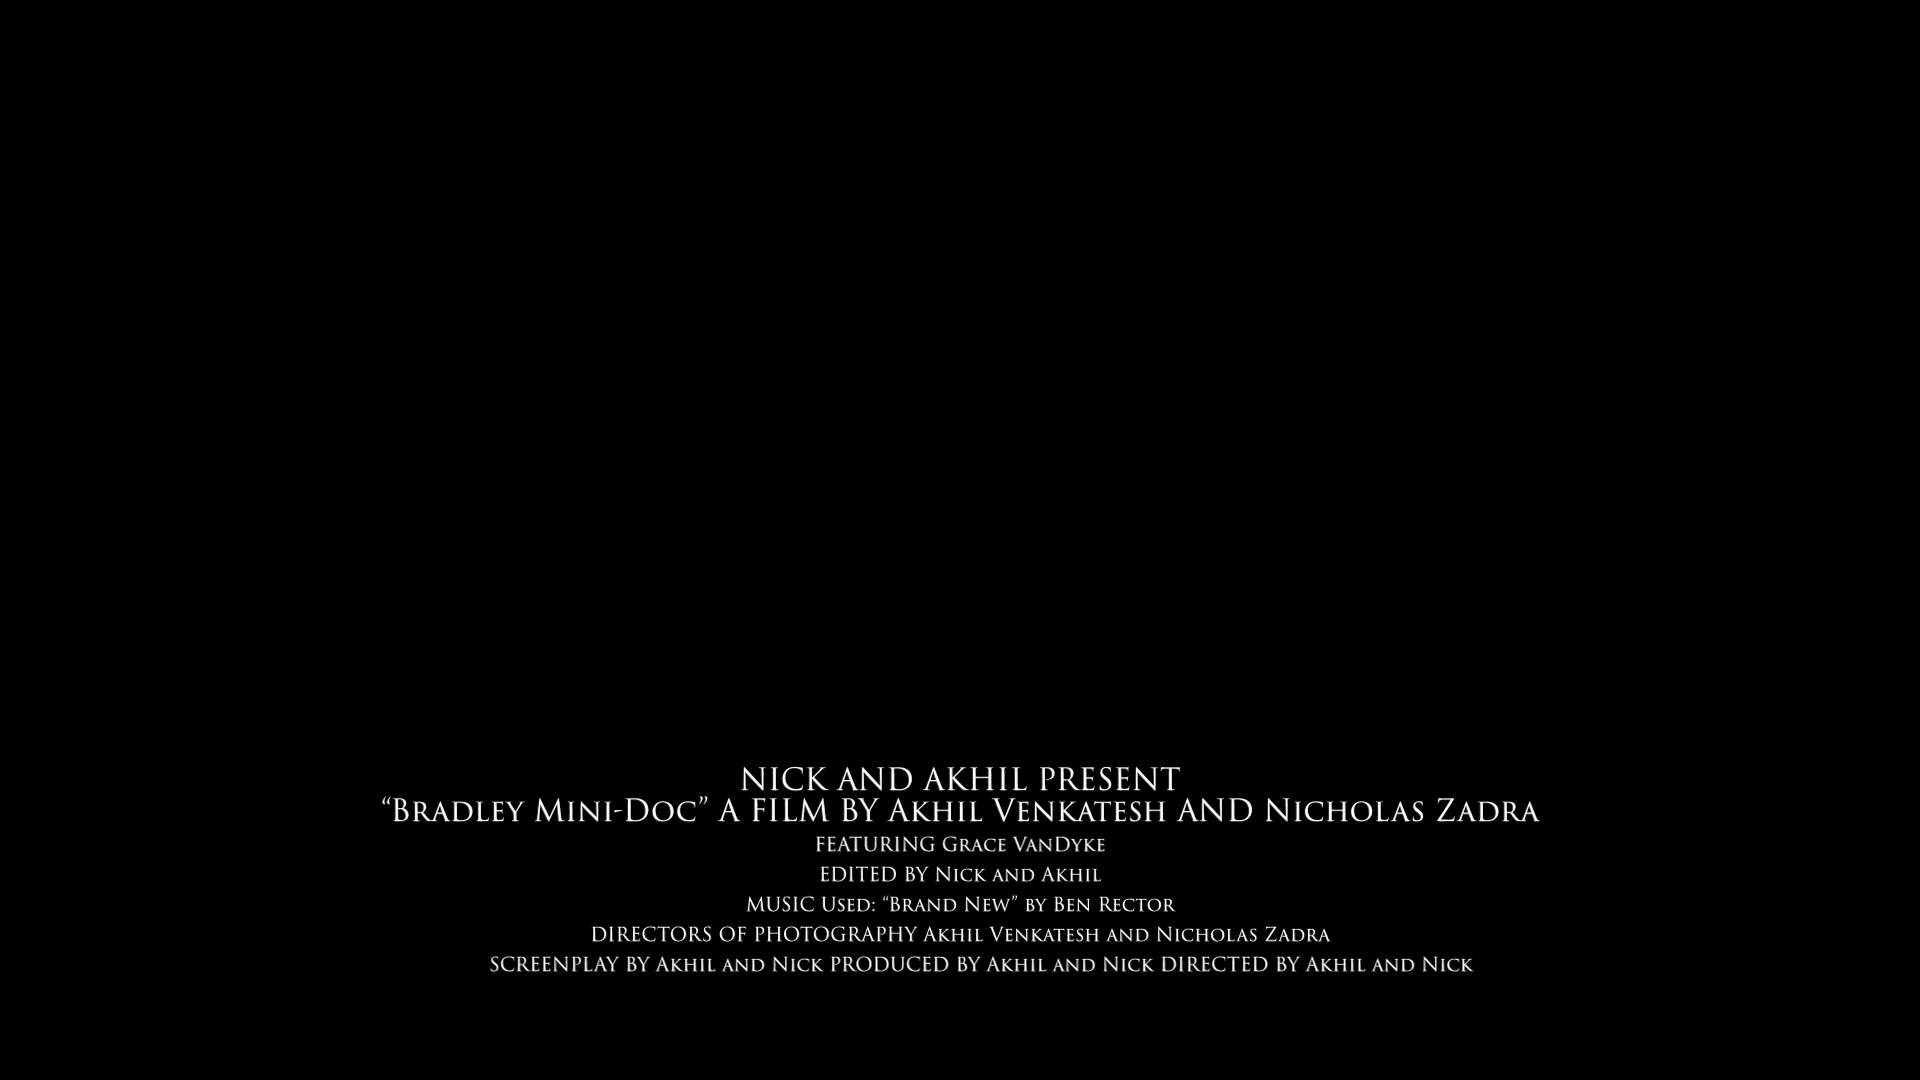 NICK AND AKHIL PRESENT
“Bradley Mini-Doc” A FILM BY Akhil Venkatesh AND Nicholas Zadra
FEATURING Grace VanDyke
EDITED BY Nick and Akhil
MUSIC Used: “Brand New” by Ben Rector
DIRECTORS OF PHOTOGRAPHY Akhil Venkatesh and Nicholas Zadra
SCREENPLAY BY Akhil and Nick PRODUCED BY Akhil and Nick DIRECTED BY Akhil and Nick